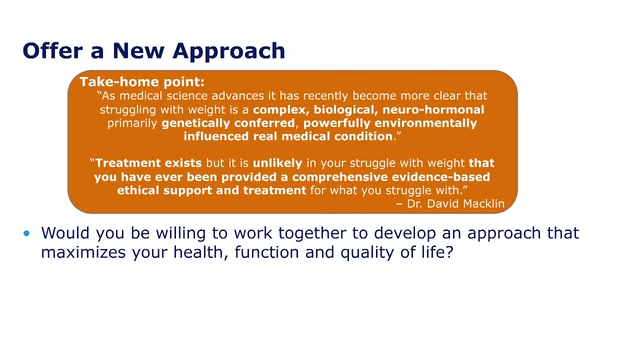 Offer a New Approach
Take-home point:
“As medical science advances it has recently become more clear that
struggling with weight is a complex, biological, neuro-hormonal
primarily genetically conferred, powerfully environmentally
influenced real medical condition.”
“Treatment exists but it is unlikely in your struggle with weight that
you have ever been provided a comprehensive evidence-based
ethical support and treatment for what you struggle with.”
– Dr. David Macklin
• Would you be willing to work together to develop an approach that
maximizes your health, function and quality of life?